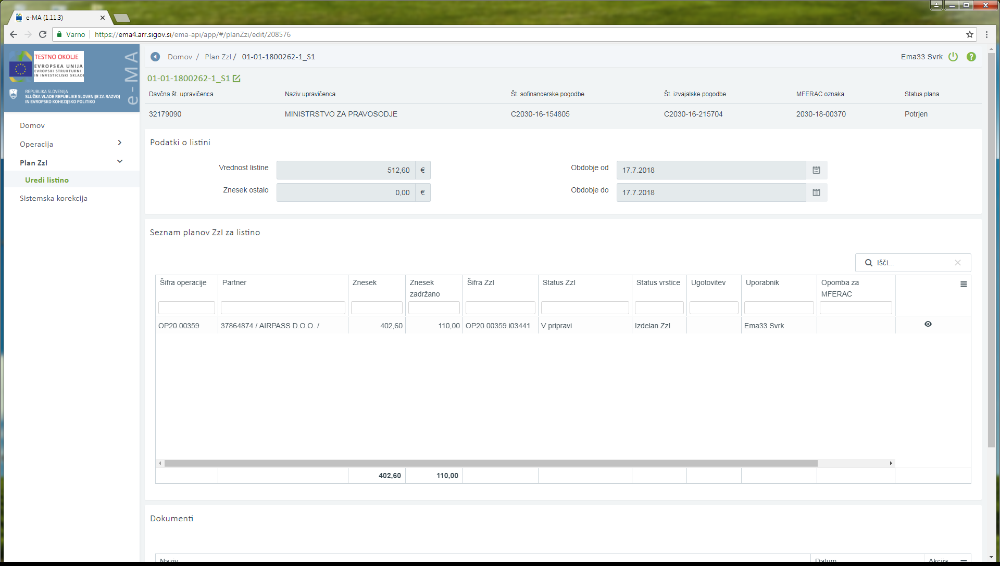 e-MA (1.11.3)
Varno https://ema4.arr.sigov.si/ema-api/app/#/planZzi/edit/208576
TESTNO OKOLJE
EVROPSKA UNIJA
EVROPSKI STRUKTURNI
IN INVESTICIJSKI SKLADI
e-MA
REPUBLIKA SLOVENIJA
SLUŽBA VLADE REPUBLIKE SLOVENIJE ZA RAZVOJ
IN EVROPSKO KOHEZIJSKO POLITIKO
Domov
Operacija
Plan ZzI
Uredi listino
Sistemska korekcija
Domov / Plan ZzI / 01-01-1800262-1_S1
Ema33 Svrk
01-01-1800262-1_S1
Davčna št. upravičenca Naziv upravičenca Št. sofinancerske pogodbe Št. izvajalske pogodbe MFERAC oznaka Status plana
32179090 MINISTRSTVO ZA PRAVOSODJE C2030-16-154805 C2030-16-215704 2030-18-00370 Potrjen
Podatki o listini
Vrednost listine 512,60 € Obdobje od 17.7.2018
Znesek ostalo 0,00 € Obdobje do 17.7.2018
Seznam planov ZzI za listino
Išči...
Šifra operacije Partner Znesek Znesek zadržano Šifra ZzI Status ZzI Status vrstice Ugotovitev Uporabnik Opomba za MFERAC
OP20.00359 37864874 / AIRPASS D.O.O. / 402,60 110,00 OP20.00359.i03441 V pripravi Izdelan ZzI Ema33 Svrk
402,60 110,00
Dokumenti
Naziv Datum Akcija